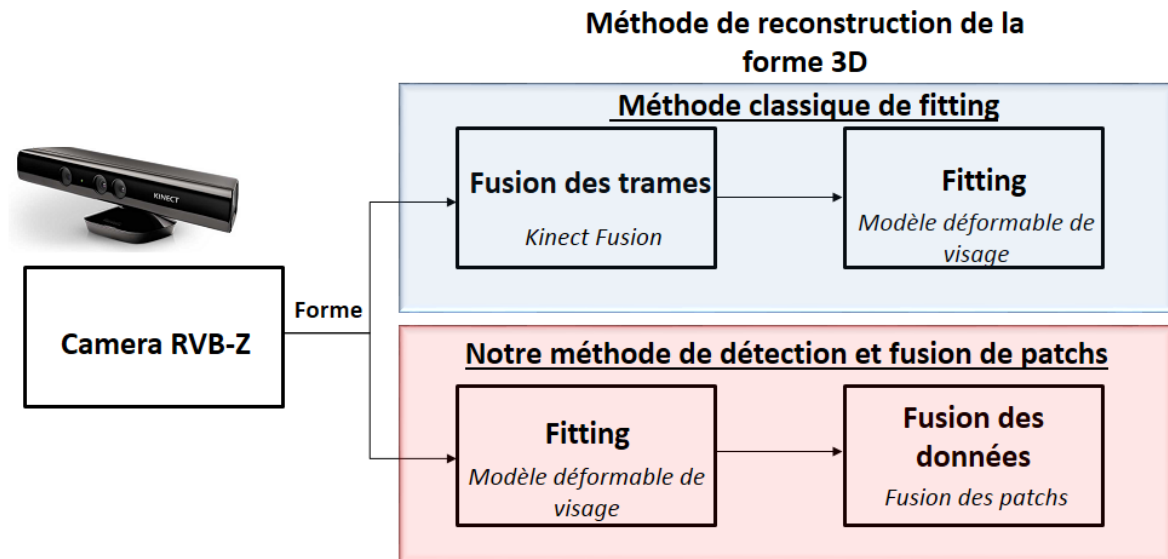 Méthode de reconstruction de la
forme 3D
Méthode classique de fitting
KINECT
Fusion des trames
Kinect Fusion
Fitting
Modèle déformable de
visage
Camera RVB-Z
Forme
Notre méthode de détection et fusion de patchs
Fitting
Modèle déformable de
visage
Fusion des
données
Fusion des patchs